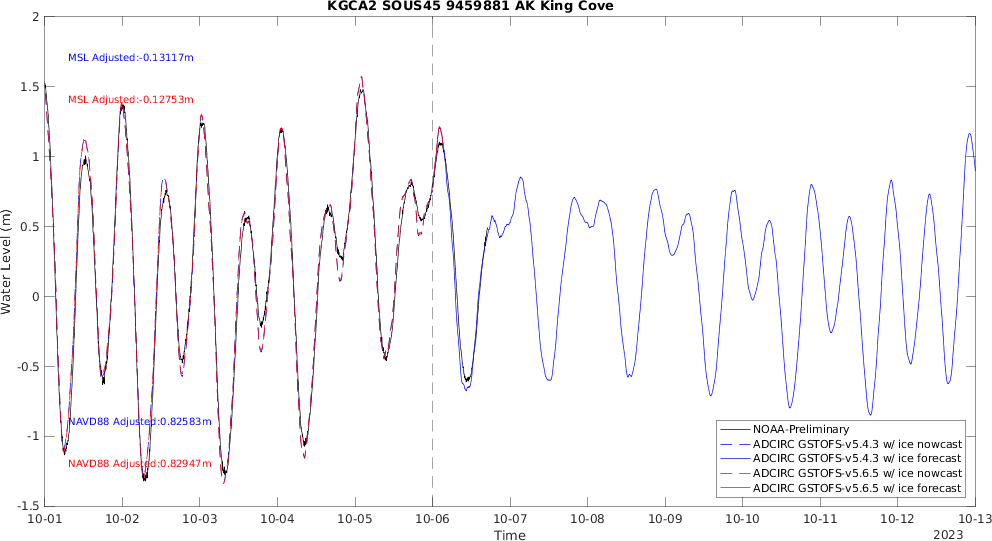 KGCA2 SOUS45 9459881 AK King Cove
2
1.5
1
0.5
0
-0.5
-1
-1.5
Water Level (m)
MSL Adjusted:-0.13117m
MSL Adjusted:-0.12753m
NAVD88 Adjusted:0.82583m
NAVD88 Adjusted:0.82947m
NOAA-Preliminary
ADCIRC GSTOFS-v5.4.3 w/ ice nowcast
ADCIRC GSTOFS-v5.4.3 w/ ice forecast
ADCIRC GSTOFS-v5.6.5 w/ ice nowcast
ADCIRC GSTOFS-v5.6.5 w/ ice forecast
10-01 10-02 10-03 10-04 10-05 10-06 10-07 10-08 10-09 10-10 10-11 10-12 10-13
Time
2023